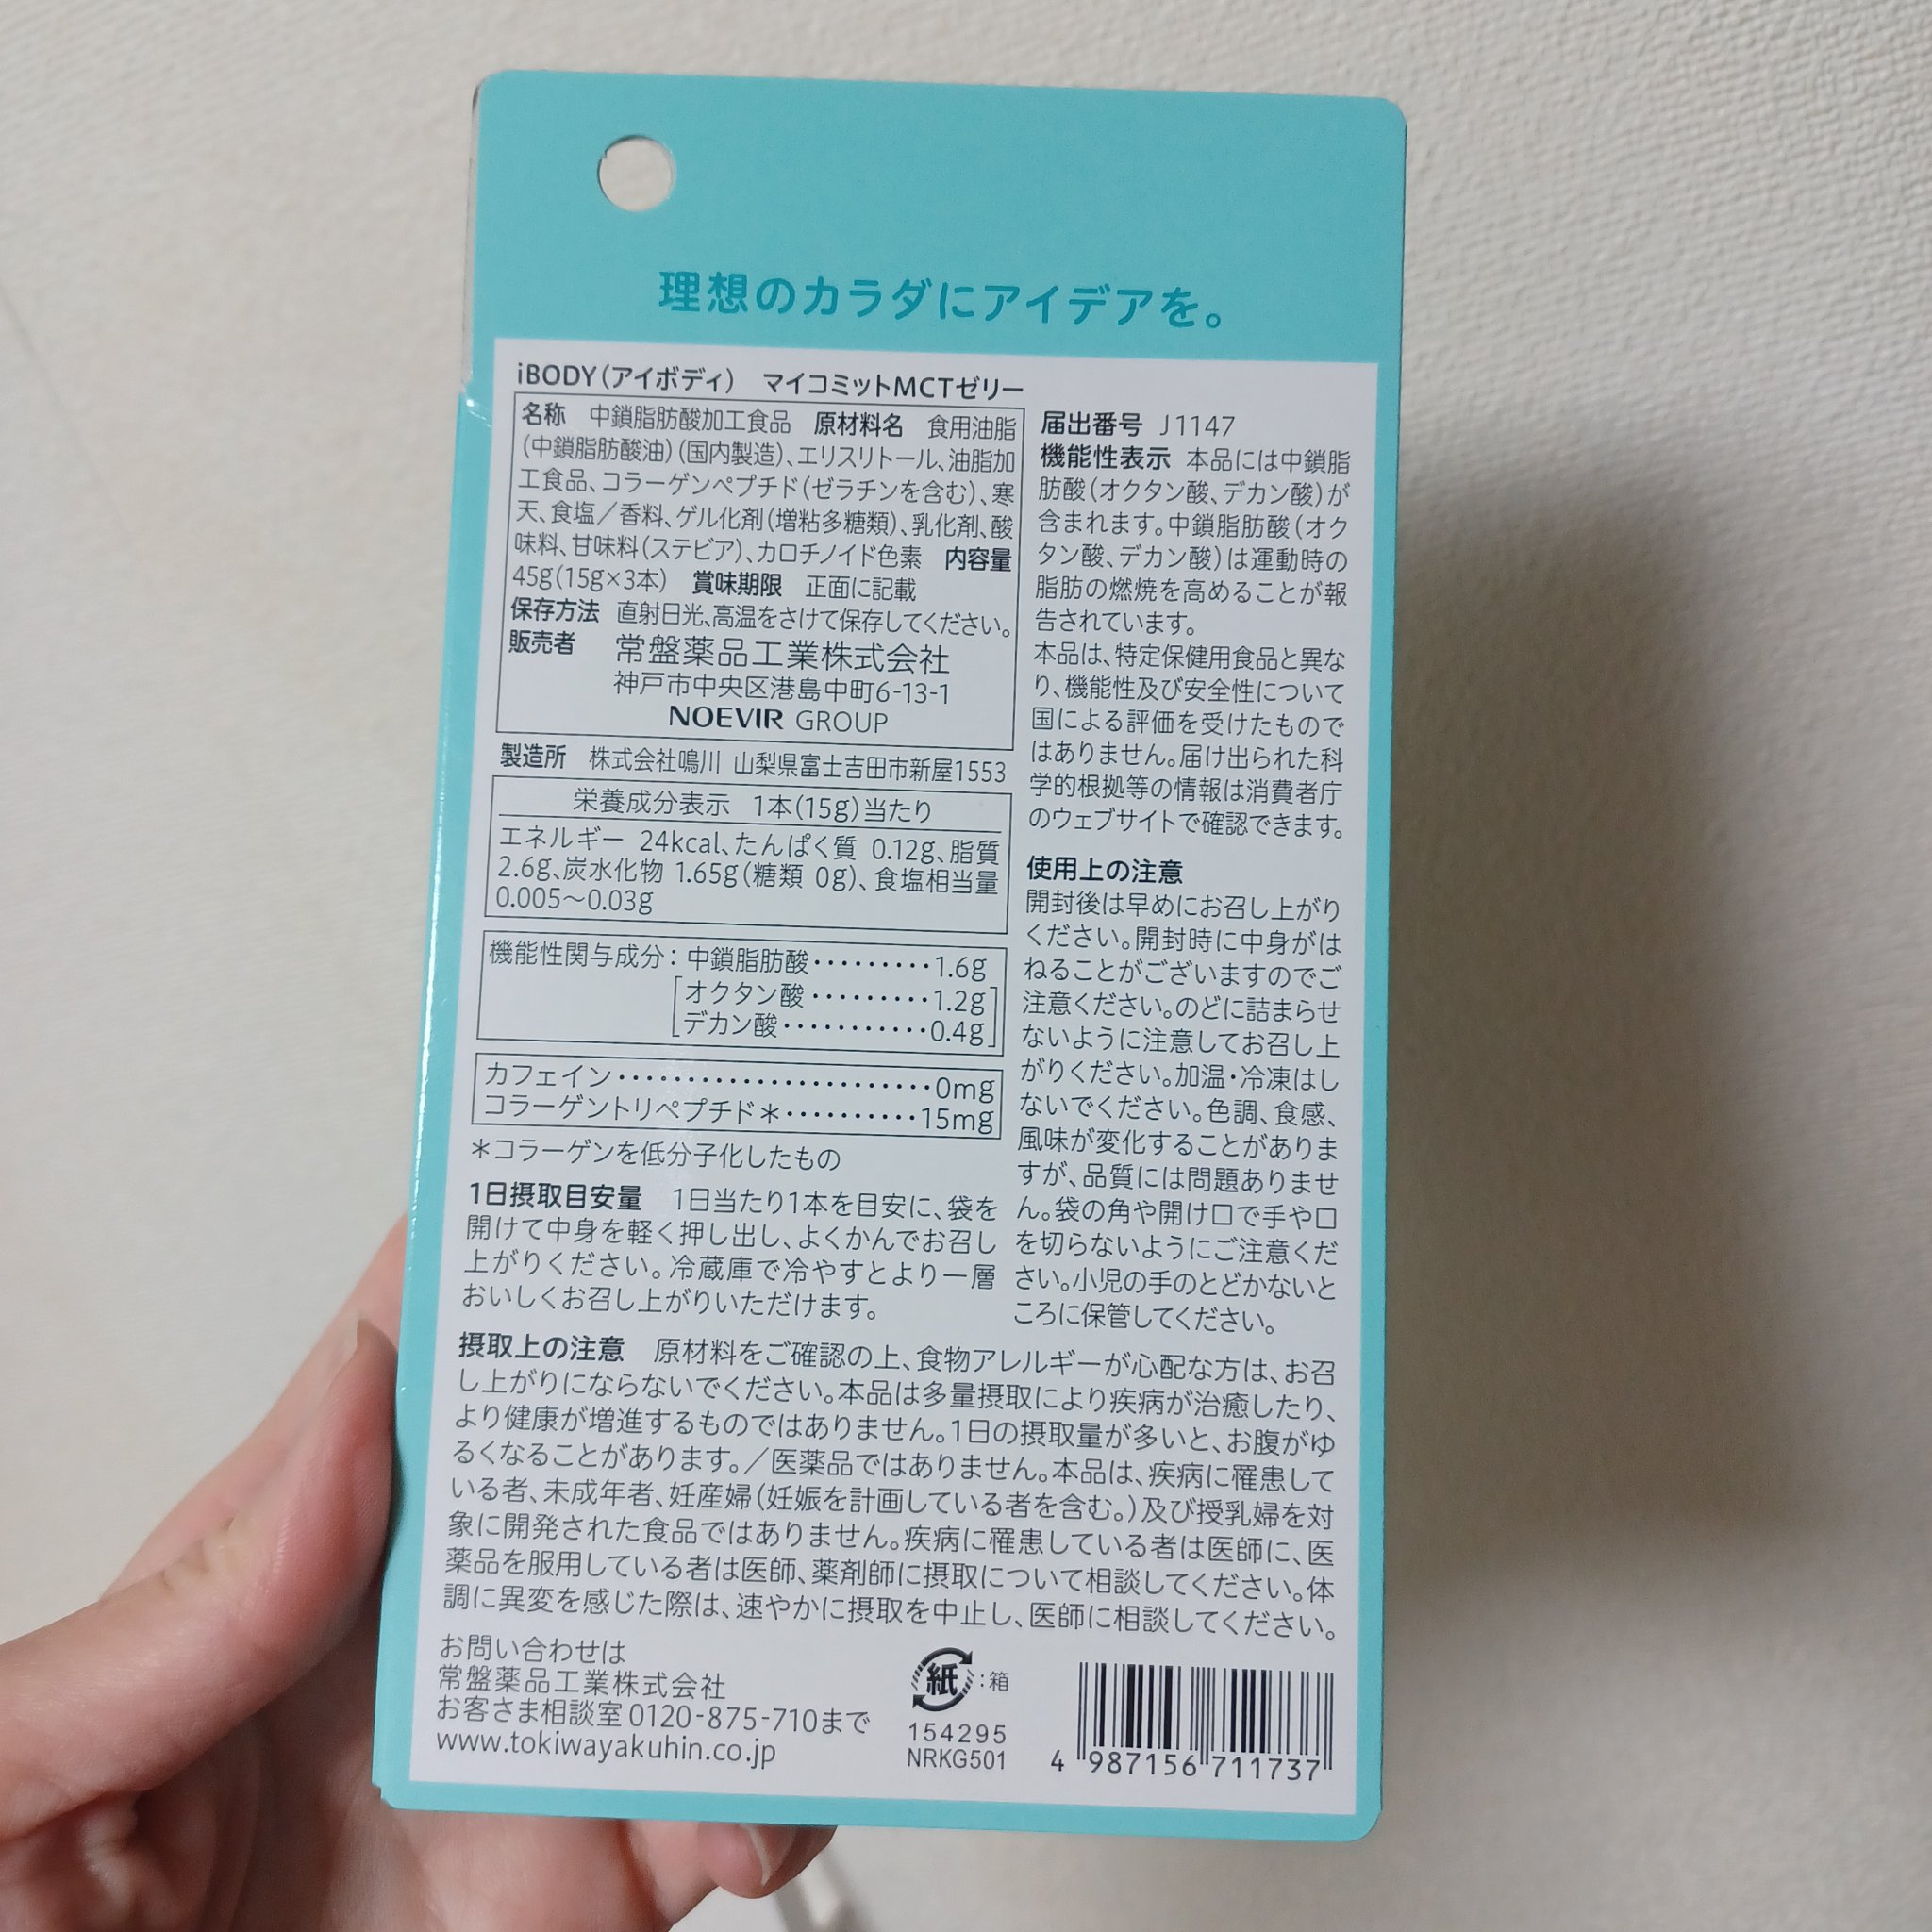 理想のカラダにアイデアを。
iBODY(アイボディ) マイコミットMCTゼリー
名称 中鎖脂肪酸加工食品 原材料名 食用油脂
(中鎖脂肪酸油)(国内製造)、エリスリトール、油脂加
工食品、コラーゲンペプチド(ゼラチンを含む)、寒
天、食塩/香料、ゲル化剤(増粘多糖類)、乳化剤、酸
味料、甘味料(ステビア)、カロチノイド色素 内容量
45g(15g×3本) 賞味期限 正面に記載
保存方法 直射日光、高温をさけて保存してください。
販売者 常盤薬品工業株式会社
神戸市中央区港島中町6-13-1
NOEVIR GROUP
製造所 株式会社鳴川 山梨県富士吉田市新屋1553
栄養成分表示 1本(15g)当たり
エネルギー 24kcal、たんぱく質 0.12g、脂質
2.6g、炭水化物 1.65g(糖類 0g)、食塩相当量
0.005〜0.03g
機能性関与成分:中鎖脂肪酸・・・・・・・・・1.6g
[オクタン酸・・・・・・・・・1.2g]
[デカン酸・・・・・・・・・・・0.4g]
カフェイン・・・・・・・・・・・・・・・・・・・・・・・0mg
コラーゲントリペプチド*・・・・・・・・・・15mg
*コラーゲンを低分子化したもの
1日摂取目安量 1日当たり1本を目安に、袋を
開けて中身を軽く押し出し、よくかんでお召し
上がりください。冷蔵庫で冷やすとより一層
おいしくお召し上がりいただけます。
届出番号 J1147
機能性表示 本品には中鎖脂
肪酸(オクタン酸、デカン酸)が
含まれます。中鎖脂肪酸(オク
タン酸、デカン酸)は運動時の
脂肪の燃焼を高めることが報
告されています。
本品は、特定保健用食品と異な
り、機能性及び安全性について
国による評価を受けたもので
はありません。届け出られた科
学的根拠等の情報は消費者庁
のウェブサイトで確認できます。
使用上の注意
開封後は早めにお召し上がり
ください。開封時に中身がは
ねることがございますのでご
注意ください。のどに詰まらせ
ないように注意してお召し上
がりください。加温・冷凍はし
ないでください。色調、食感、
風味が変化することがありま
すが、品質には問題ありませ
ん。袋の角や開け口で手や口
を切らないようにご注意くだ
さい。小児の手のとどかないと
ころに保管してください。
摂取上の注意 原材料をご確認の上、食物アレルギーが心配な方は、お召
し上がりにならないでください。本品は多量摂取により疾病が治癒したり、
より健康が増進するものではありません。1日の摂取量が多いと、お腹がゆ
るくなることがあります。/医薬品ではありません。本品は、疾病に罹患して
いる者、未成年者、妊産婦(妊娠を計画している者を含む。)及び授乳婦を対
象に開発された食品ではありません。疾病に罹患している者は医師に、医
薬品を服用している者は医師、薬剤師に摂取について相談してください。体
調に異変を感じた際は、速やかに摂取を中止し、医師に相談してください。
お問い合わせは
常盤薬品工業株式会社
お客さま相談室 0120-875-710まで
www.tokiwayakuhin.co.jp
紙:箱
154295
NRKG501
4 987156 711737